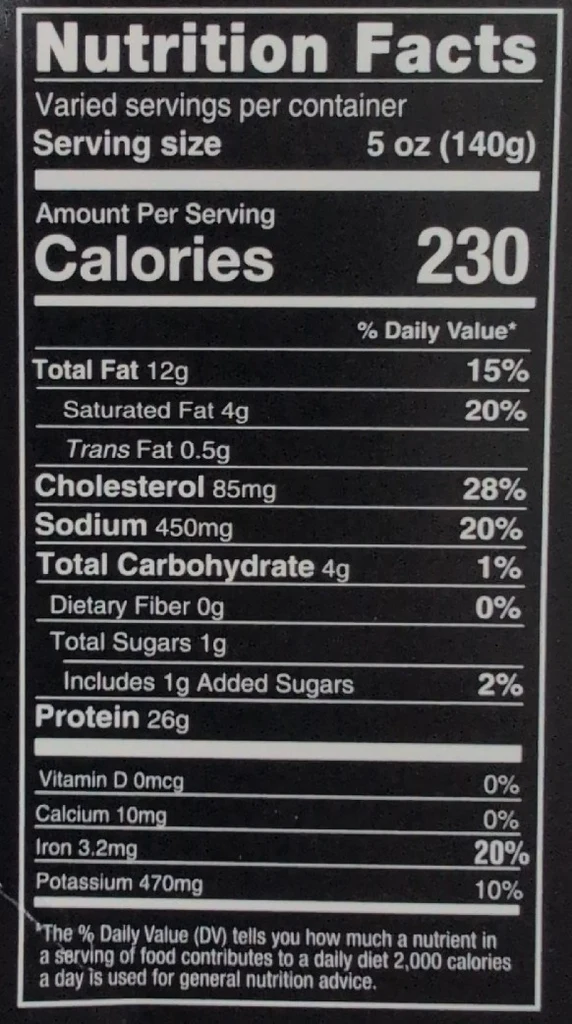 Nutrition Facts
Varied servings per container
Serving size 5 oz (140g)
Amount Per Serving
Calories 230
% Daily Value*
Total Fat 12g 15%
Saturated Fat 4g 20%
Trans Fat 0.5g
Cholesterol 85mg 28%
Sodium 450mg 20%
Total Carbohydrate 4g 1%
Dietary Fiber 0g 0%
Total Sugars 1g
Includes 1g Added Sugars 2%
Protein 26g
Vitamin D 0mcg 0%
Calcium 10mg 0%
Iron 3.2mg 20%
Potassium 470mg 10%
*The % Daily Value (DV) tells you how much a nutrient in
a serving of food contributes to a daily diet 2,000 calories
a day is used for general nutrition advice.